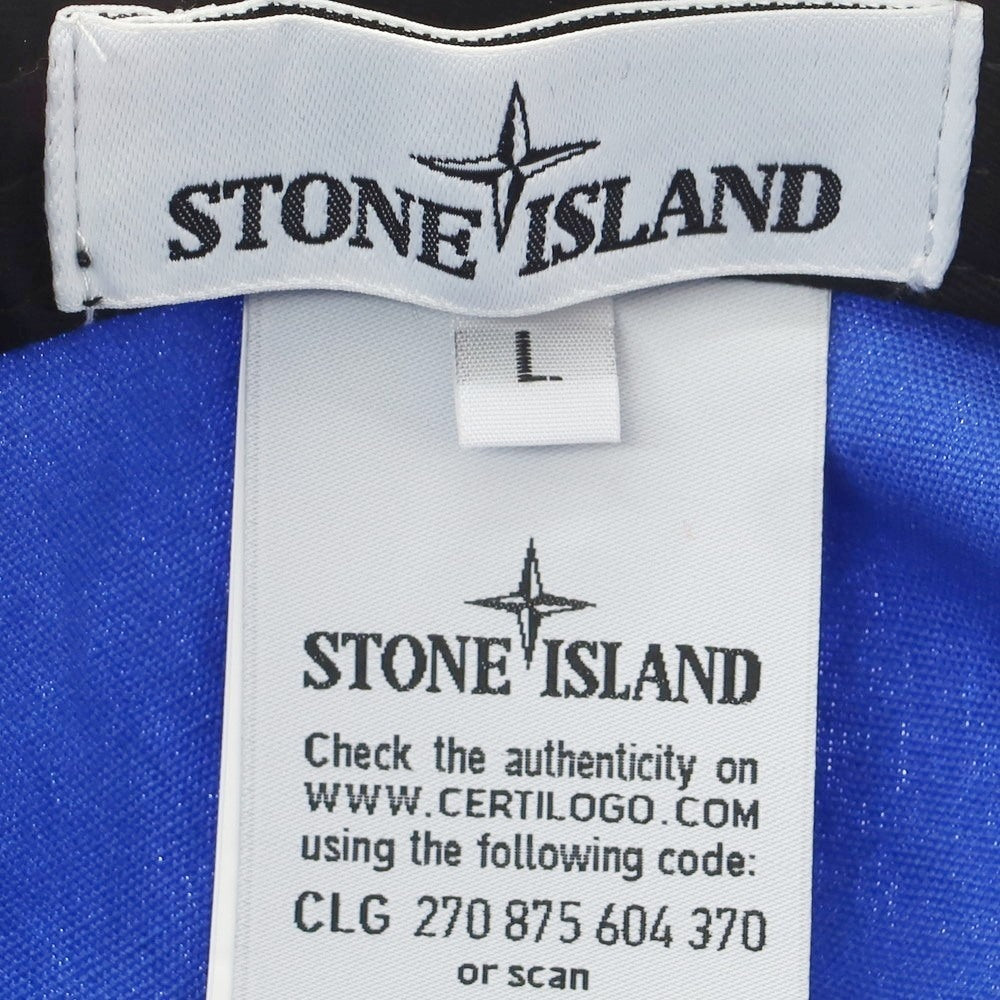 STONE ISLAND
L
STONE ISLAND
Check the authenticity on
WWW.CERTILOGO.COM
using the following code:
CLG 270 875 604 370
or scan